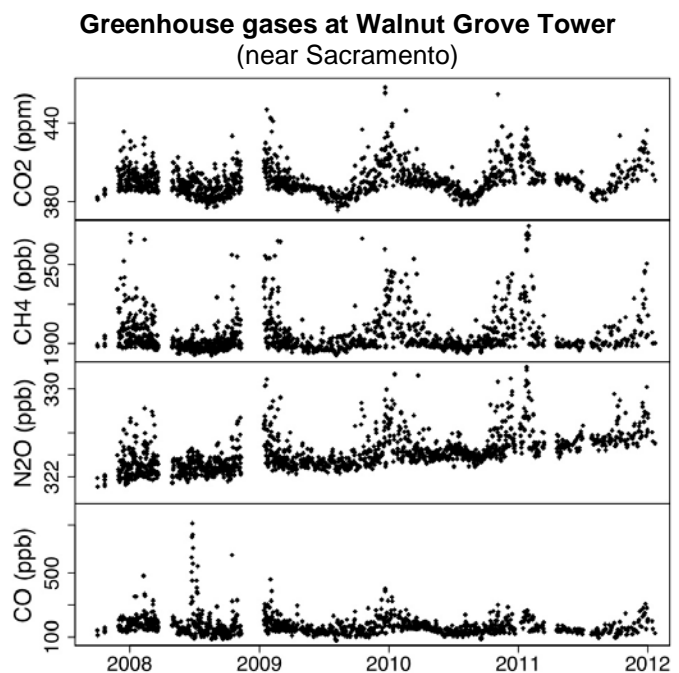 Greenhouse gases at Walnut Grove Tower
(near Sacramento)
CO2 (ppm)
440
380
CH4 (ppb)
2500
1900
N2O (ppb)
330
322
CO (ppb)
500
100
2008 2009 2010 2011 2012